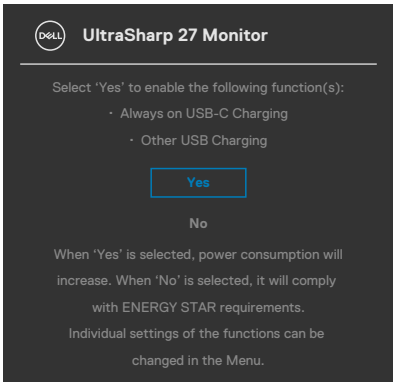 DELL UltraSharp 27 Monitor
Select ‘Yes’ to enable the following function(s):
· Always on USB-C Charging
· Other USB Charging
Yes
No
When ‘Yes’ is selected, power consumption will
increase. When ‘No’ is selected, it will comply
with ENERGY STAR requirements.
Individual settings of the functions can be
changed in the Menu.